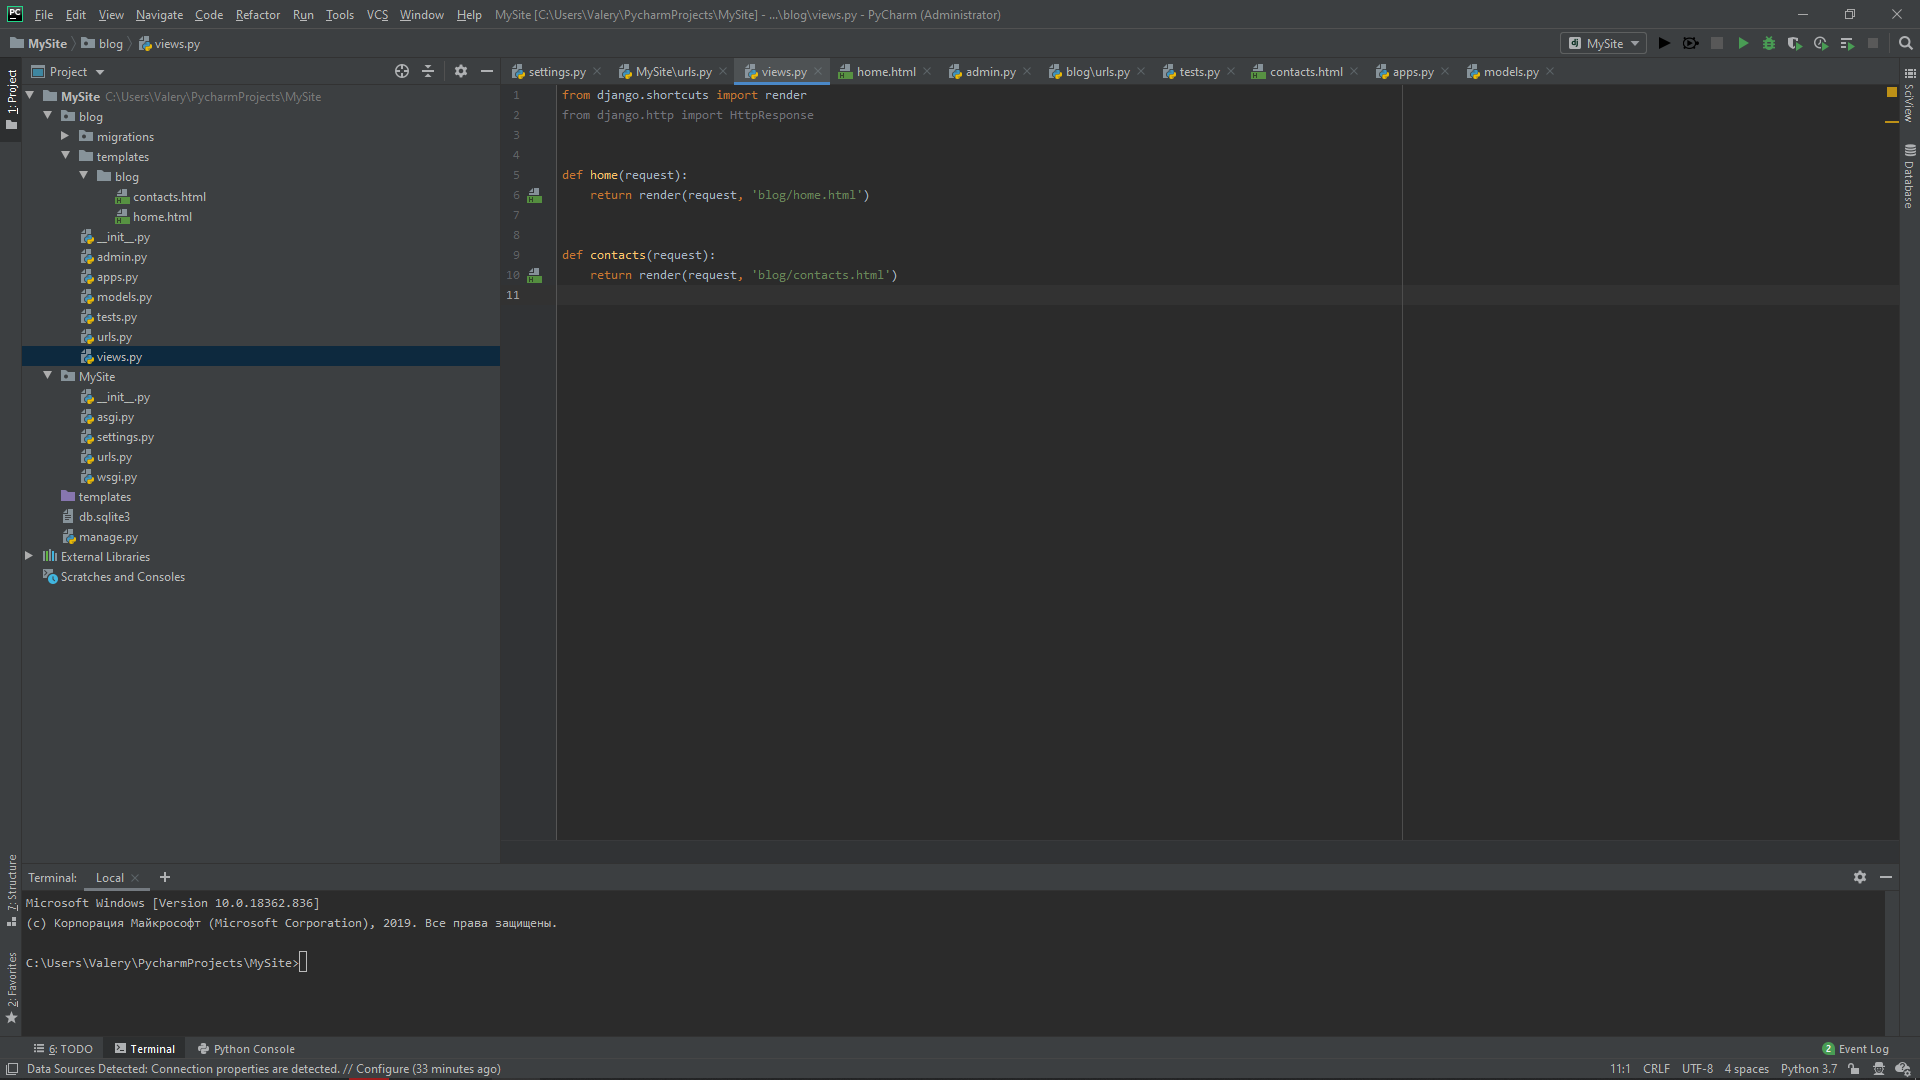 PC File Edit View Navigate Code Refactor Run Tools VCS Window Help MySite [C:\Users\Valery\PycharmProjects\MySite] - ...\blog\views.py - PyCharm (Administrator)
MySite blog views.py
dj MySite
1: Project
Project
settings.py MySite\urls.py views.py home.html admin.py blog\urls.py tests.py contacts.html apps.py models.py
MySite C:\Users\Valery\PycharmProjects\MySite
blog
migrations
templates
blog
contacts.html
home.html
__init__.py
admin.py
apps.py
models.py
tests.py
urls.py
views.py
MySite
__init__.py
asgi.py
settings.py
urls.py
wsgi.py
templates
db.sqlite3
manage.py
External Libraries
Scratches and Consoles
1 from django.shortcuts import render
2 from django.http import HttpResponse
3
4
5 def home(request):
6 return render(request, 'blog/home.html')
7
8
9 def contacts(request):
10 return render(request, 'blog/contacts.html')
11
SciView
Database
7: Structure
2: Favorites
Terminal: Local +
Microsoft Windows [Version 10.0.18362.836]
(c) Корпорация Майкрософт (Microsoft Corporation), 2019. Все права защищены.
C:\Users\Valery\PycharmProjects\MySite>
6: TODO Terminal Python Console
2 Event Log
Data Sources Detected: Connection properties are detected. // Configure (33 minutes ago)
11:1 CRLF UTF-8 4 spaces Python 3.7